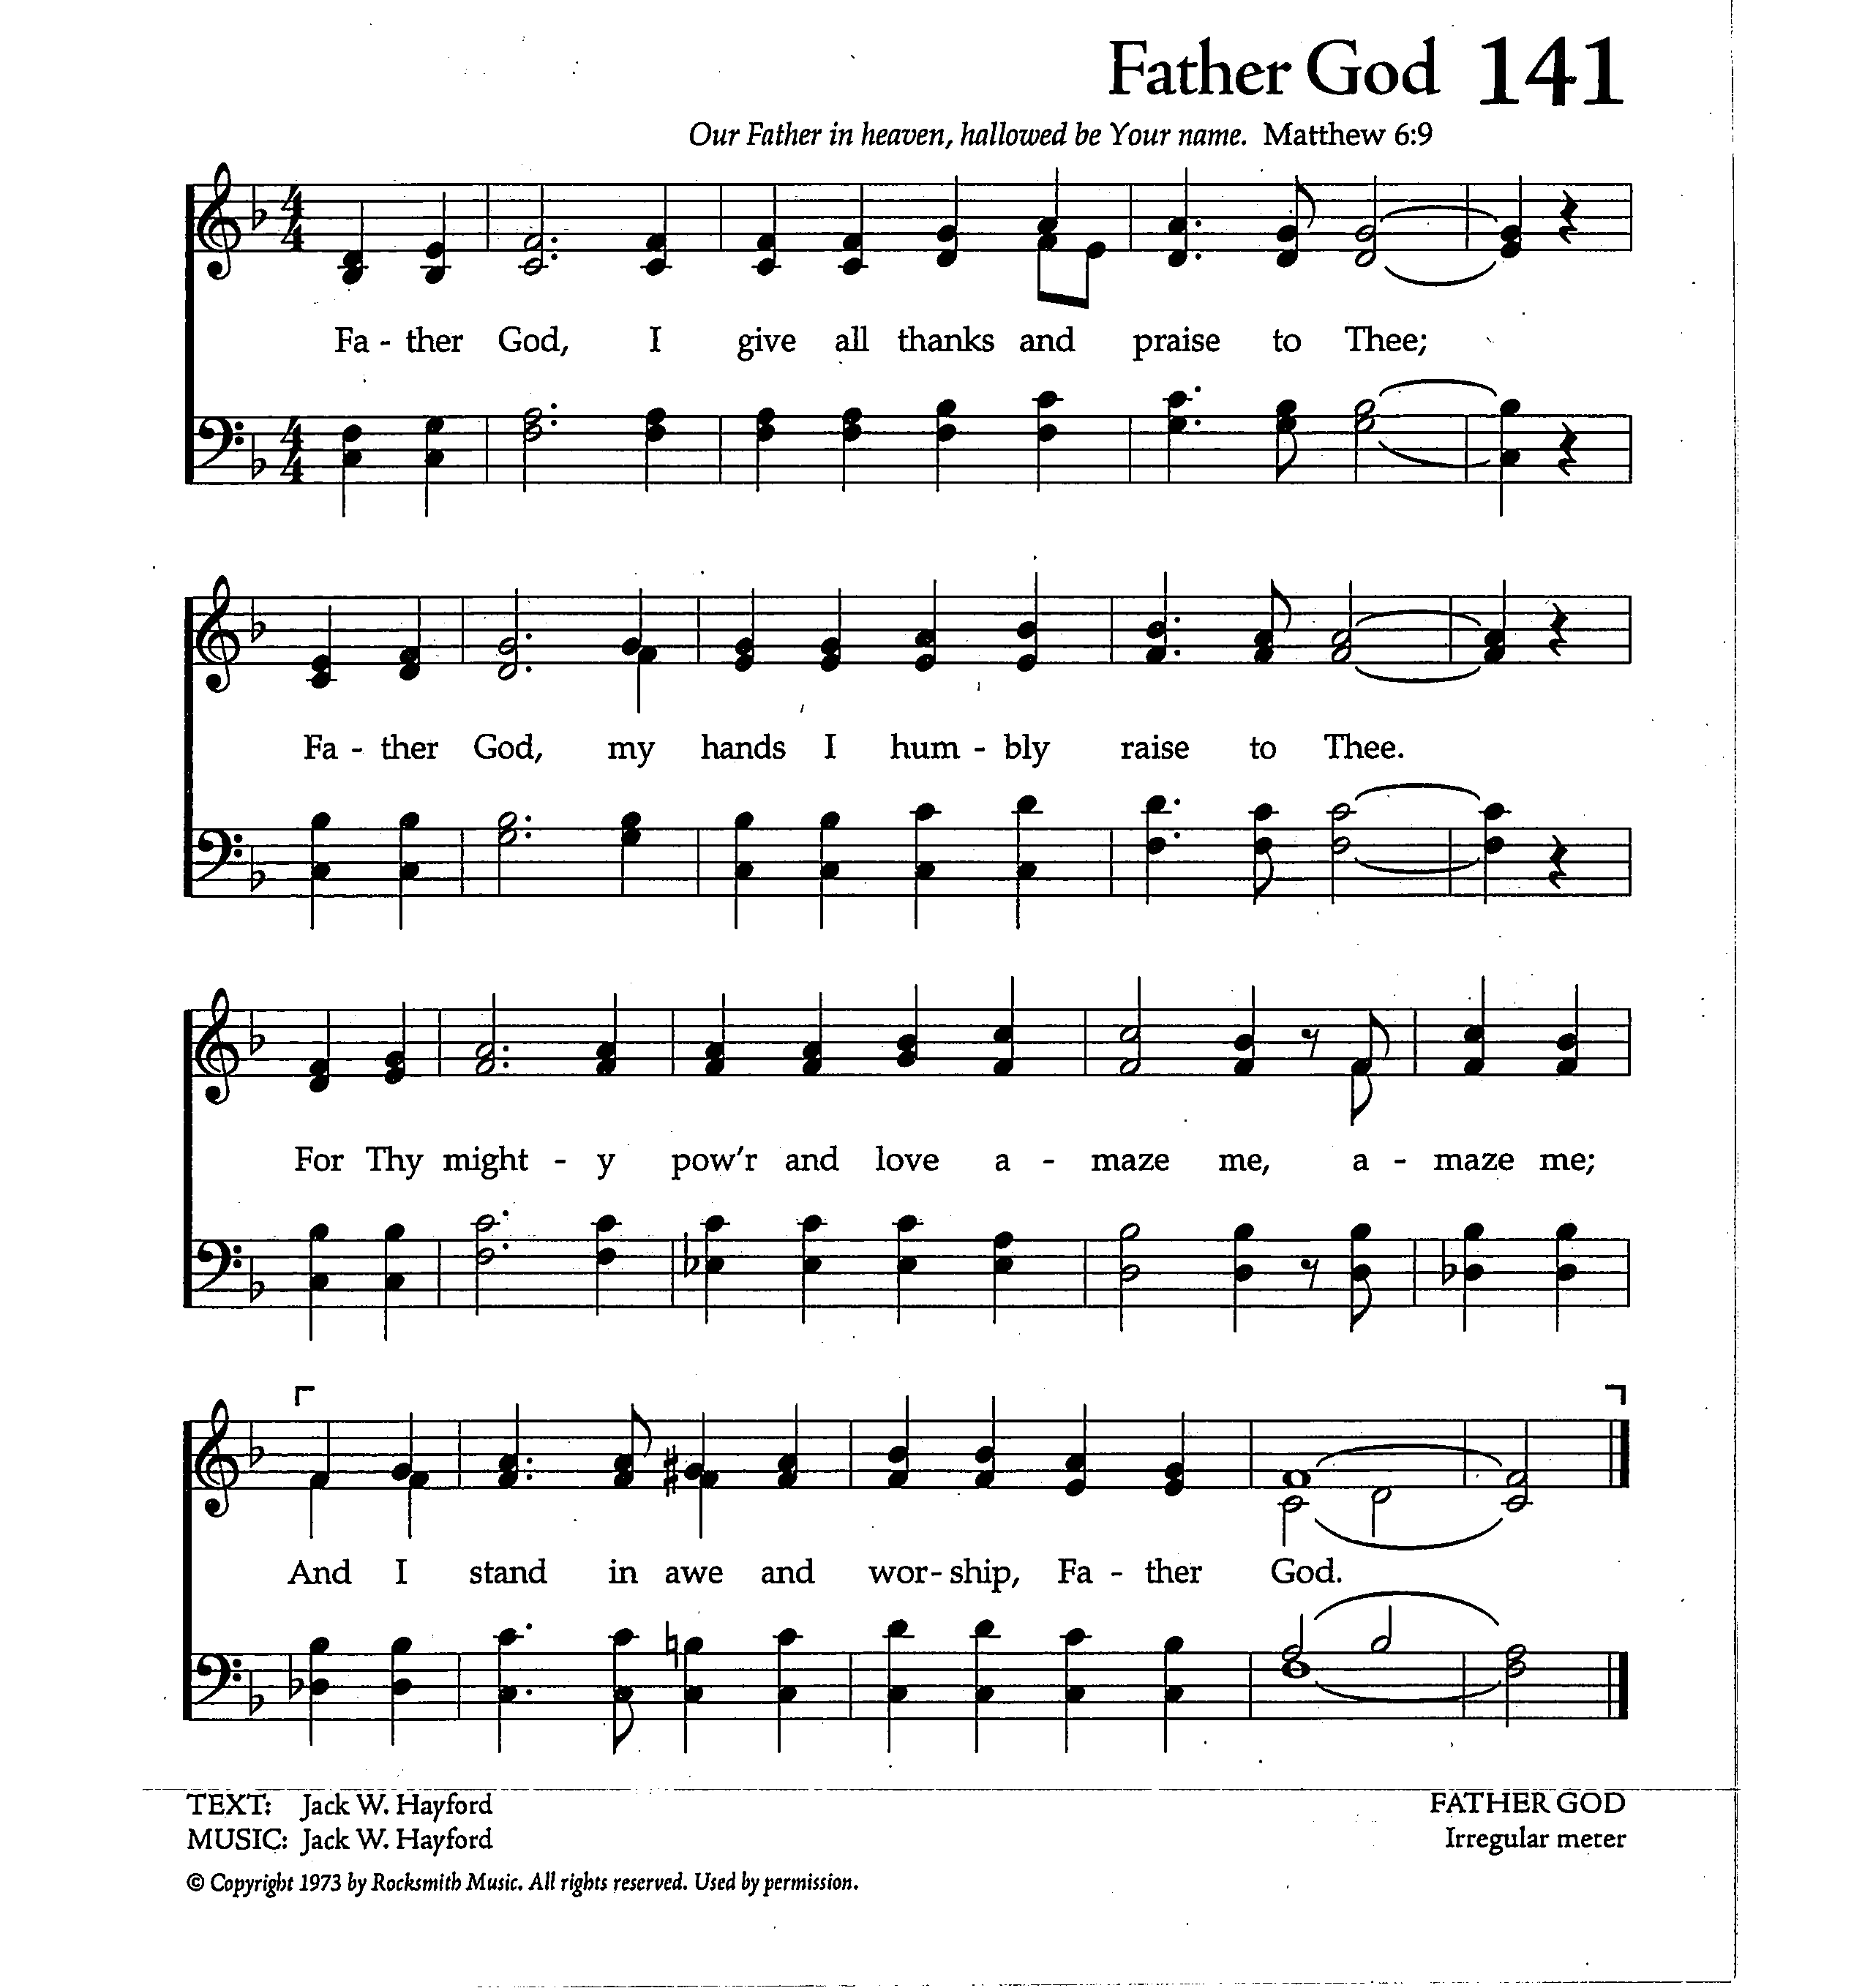 Father God 141
Our Father in heaven, hallowed be Your name. Matthew 6:9
Fa - ther God, I give all thanks and praise to Thee;
Fa - ther God, my hands I hum - bly raise to Thee.
For Thy might - y pow'r and love a - maze me, a - maze me;
And I stand in awe and wor - ship, Fa - ther God.
TEXT: Jack W. Hayford
MUSIC: Jack W. Hayford
FATHER GOD
Irregular meter
© Copyright 1973 by Rocksmith Music. All rights reserved. Used by permission.